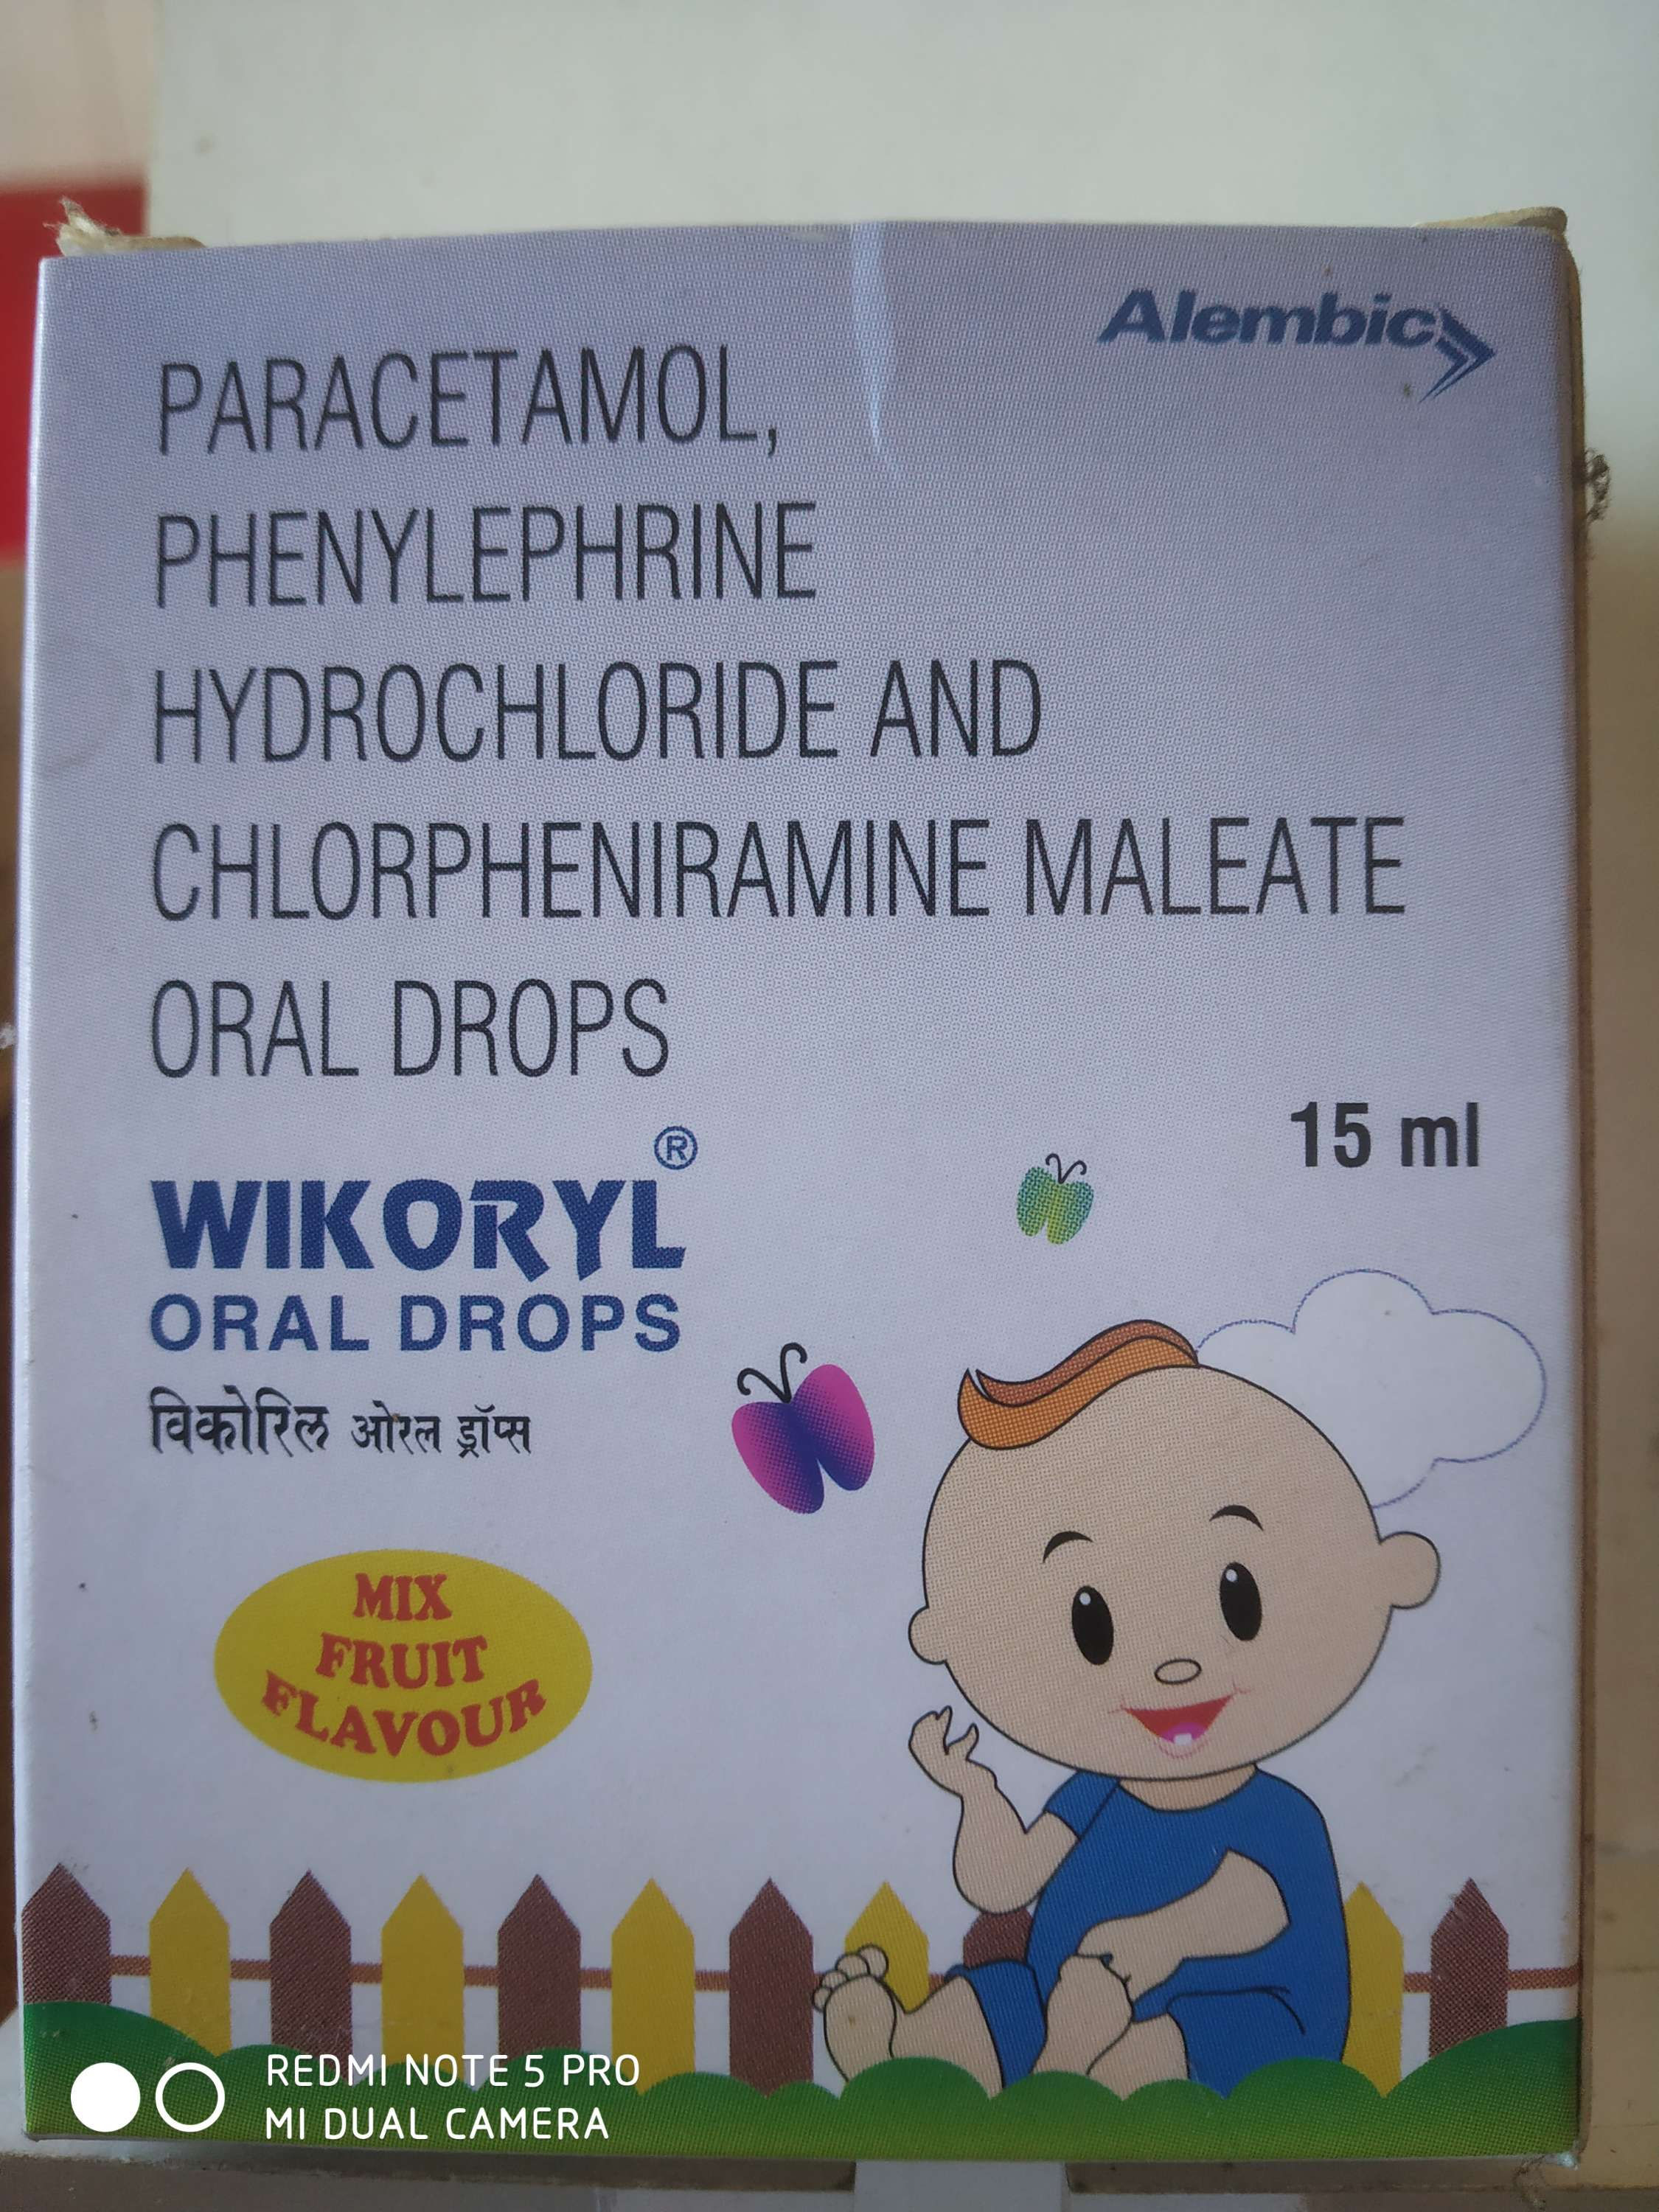 Alembic
PARACETAMOL,
PHENYLEPHRINE
HYDROCHLORIDE AND
CHLORPHENIRAMINE MALEATE
ORAL DROPS
15 ml
WIKORYL®
ORAL DROPS
विकोरिल ओरल ड्रॉप्स
MIX
FRUIT
FLAVOUR
REDMI NOTE 5 PRO
MI DUAL CAMERA